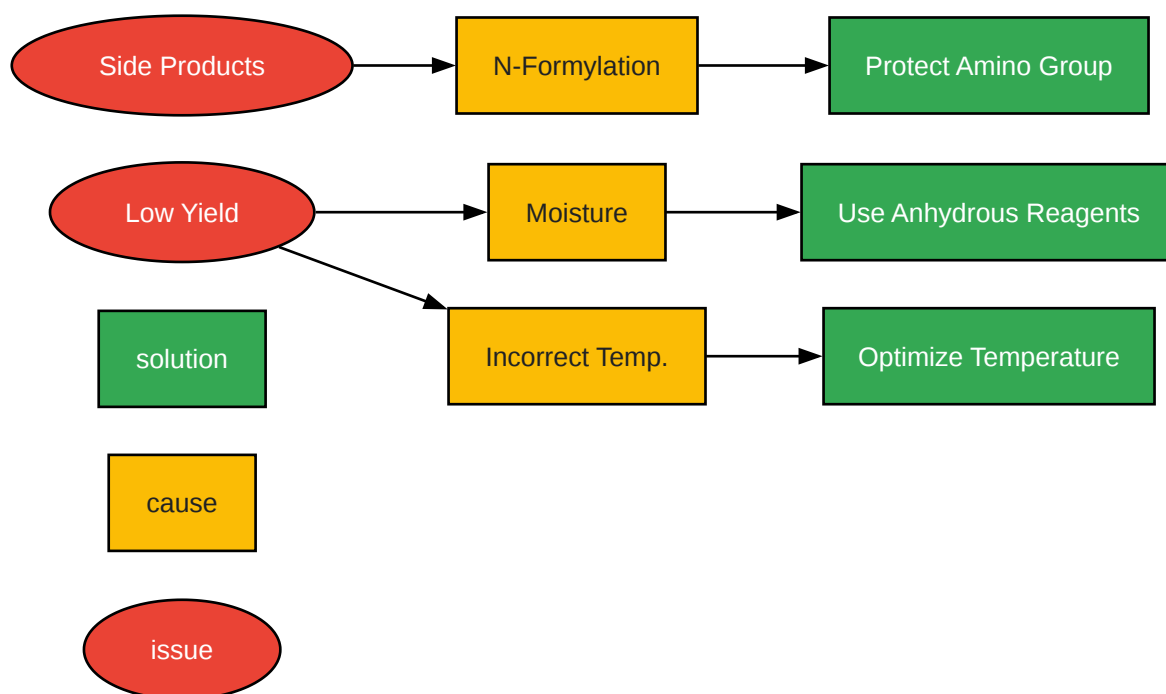 Side Products
N-Formylation
Protect Amino Group
Low Yield
Moisture
Use Anhydrous Reagents
Incorrect Temp.
Optimize Temperature
solution
cause
issue